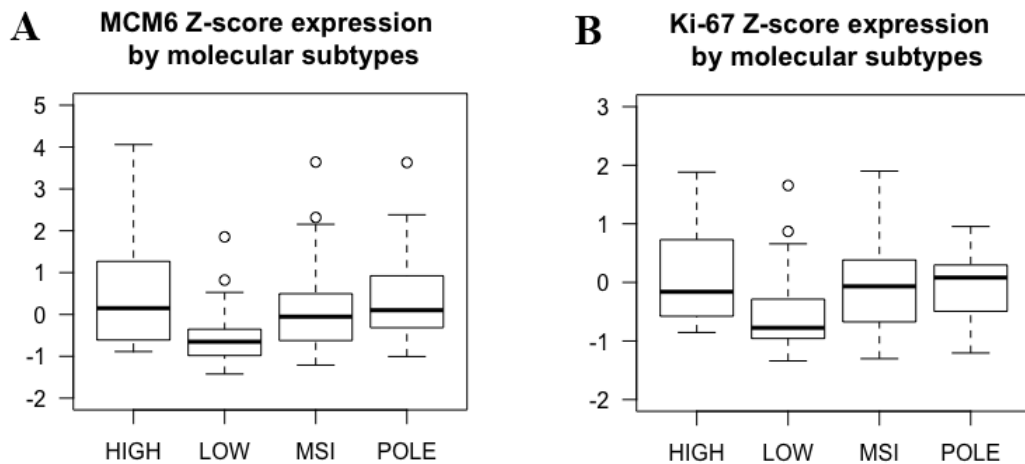 A
MCM6 Z-score expression
by molecular subtypes
5
4
3
2
1
0
-1
-2
HIGH LOW MSI POLE
B
Ki-67 Z-score expression
by molecular subtypes
3
2
1
0
-1
-2
HIGH LOW MSI POLE